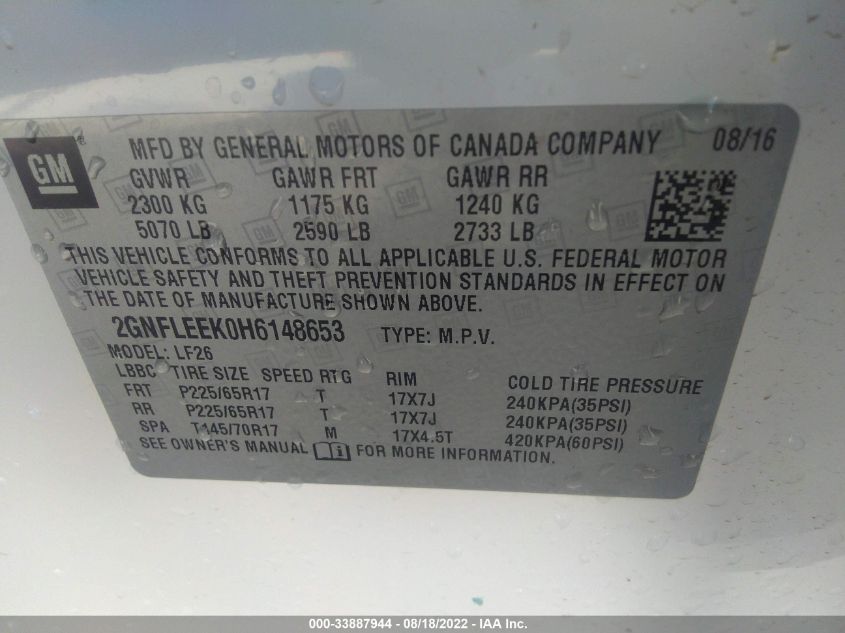 GM
MFD BY GENERAL MOTORS OF CANADA COMPANY 08/16
GVWR GAWR FRT GAWR RR
2300 KG 1175 KG 1240 KG
5070 LB 2590 LB 2733 LB
THIS VEHICLE CONFORMS TO ALL APPLICABLE U.S. FEDERAL MOTOR
VEHICLE SAFETY AND THEFT PREVENTION STANDARDS IN EFFECT ON
THE DATE OF MANUFACTURE SHOWN ABOVE.
2GNFLEEK0H6148653 TYPE: M.P.V.
MODEL: LF26
LBBC TIRE SIZE SPEED RTG RIM COLD TIRE PRESSURE
FRT P225/65R17 T 17X7J 240KPA(35PSI)
RR P225/65R17 T 17X7J 240KPA(35PSI)
SPA T145/70R17 M 17X4.5T 420KPA(60PSI)
SEE OWNER'S MANUAL i FOR MORE INFORMATION.
000-33887944 - 08/18/2022 - IAA Inc.